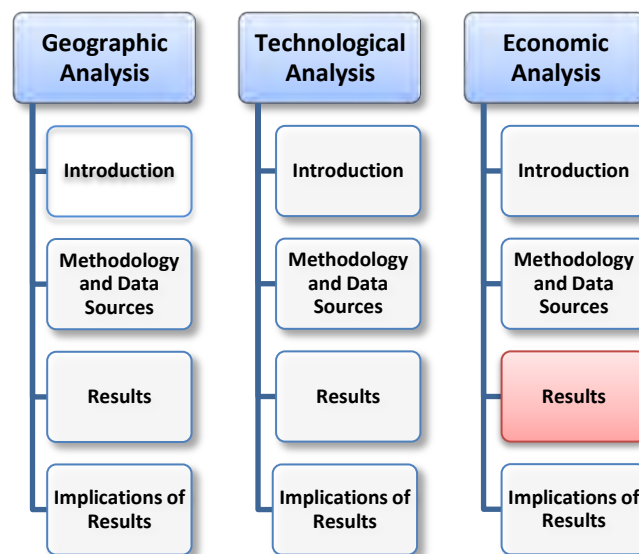 Geographic
Analysis
Introduction
Methodology
and Data
Sources
Results
Implications of
Results
Technological
Analysis
Introduction
Methodology
and Data
Sources
Results
Implications of
Results
Economic
Analysis
Introduction
Methodology
and Data
Sources
Results
Implications of
Results